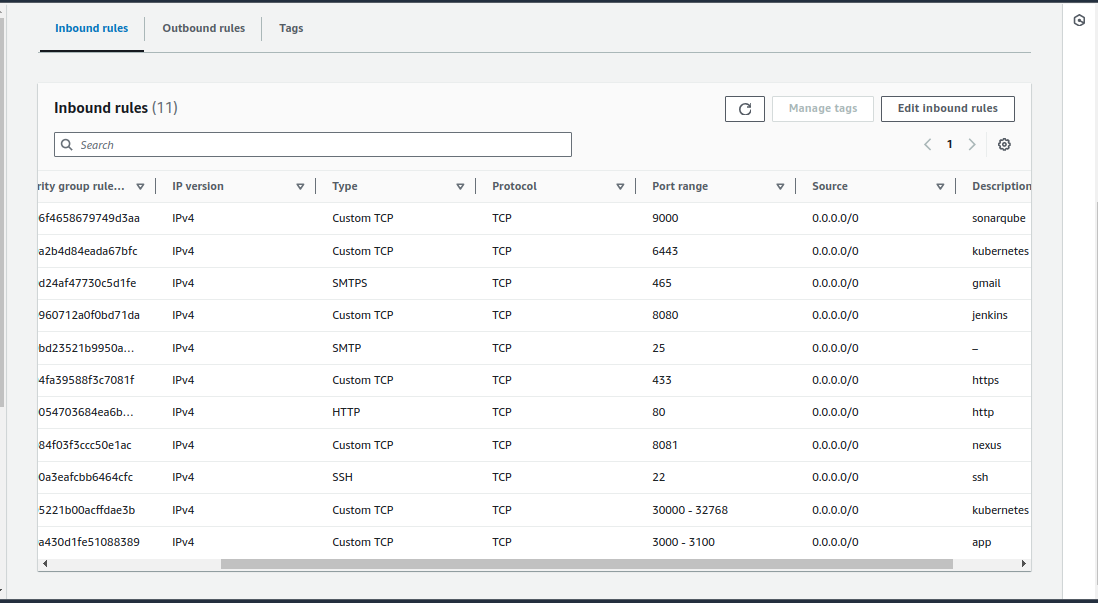 Inbound rules Outbound rules Tags
Inbound rules (11)
Manage tags Edit inbound rules
Search
1
rity group rule... IP version Type Protocol Port range Source Description
6f4658679749d3aa IPv4 Custom TCP TCP 9000 0.0.0.0/0 sonarqube
a2b4d84eada67bfc IPv4 Custom TCP TCP 6443 0.0.0.0/0 kubernetes
d24af47730c5d1fe IPv4 SMTPS TCP 465 0.0.0.0/0 gmail
960712a0f0bd71da IPv4 Custom TCP TCP 8080 0.0.0.0/0 jenkins
bd23521b9950a... IPv4 SMTP TCP 25 0.0.0.0/0 –
4fa39588f3c7081f IPv4 Custom TCP TCP 433 0.0.0.0/0 https
054703684ea6b... IPv4 HTTP TCP 80 0.0.0.0/0 http
84f03f3ccc50e1ac IPv4 Custom TCP TCP 8081 0.0.0.0/0 nexus
0a3eafcbb6464cfc IPv4 SSH TCP 22 0.0.0.0/0 ssh
5221b00acffdae3b IPv4 Custom TCP TCP 30000 - 32768 0.0.0.0/0 kubernetes
a430d1fe51088389 IPv4 Custom TCP TCP 3000 - 3100 0.0.0.0/0 app